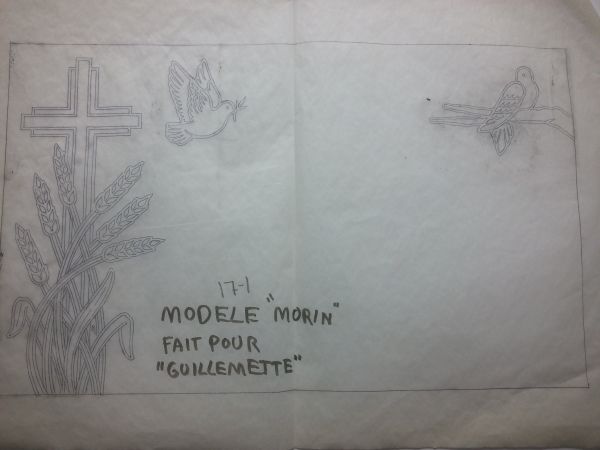 17-1
MODELE "MORIN"
FAIT POUR
"GUILLEMETTE"